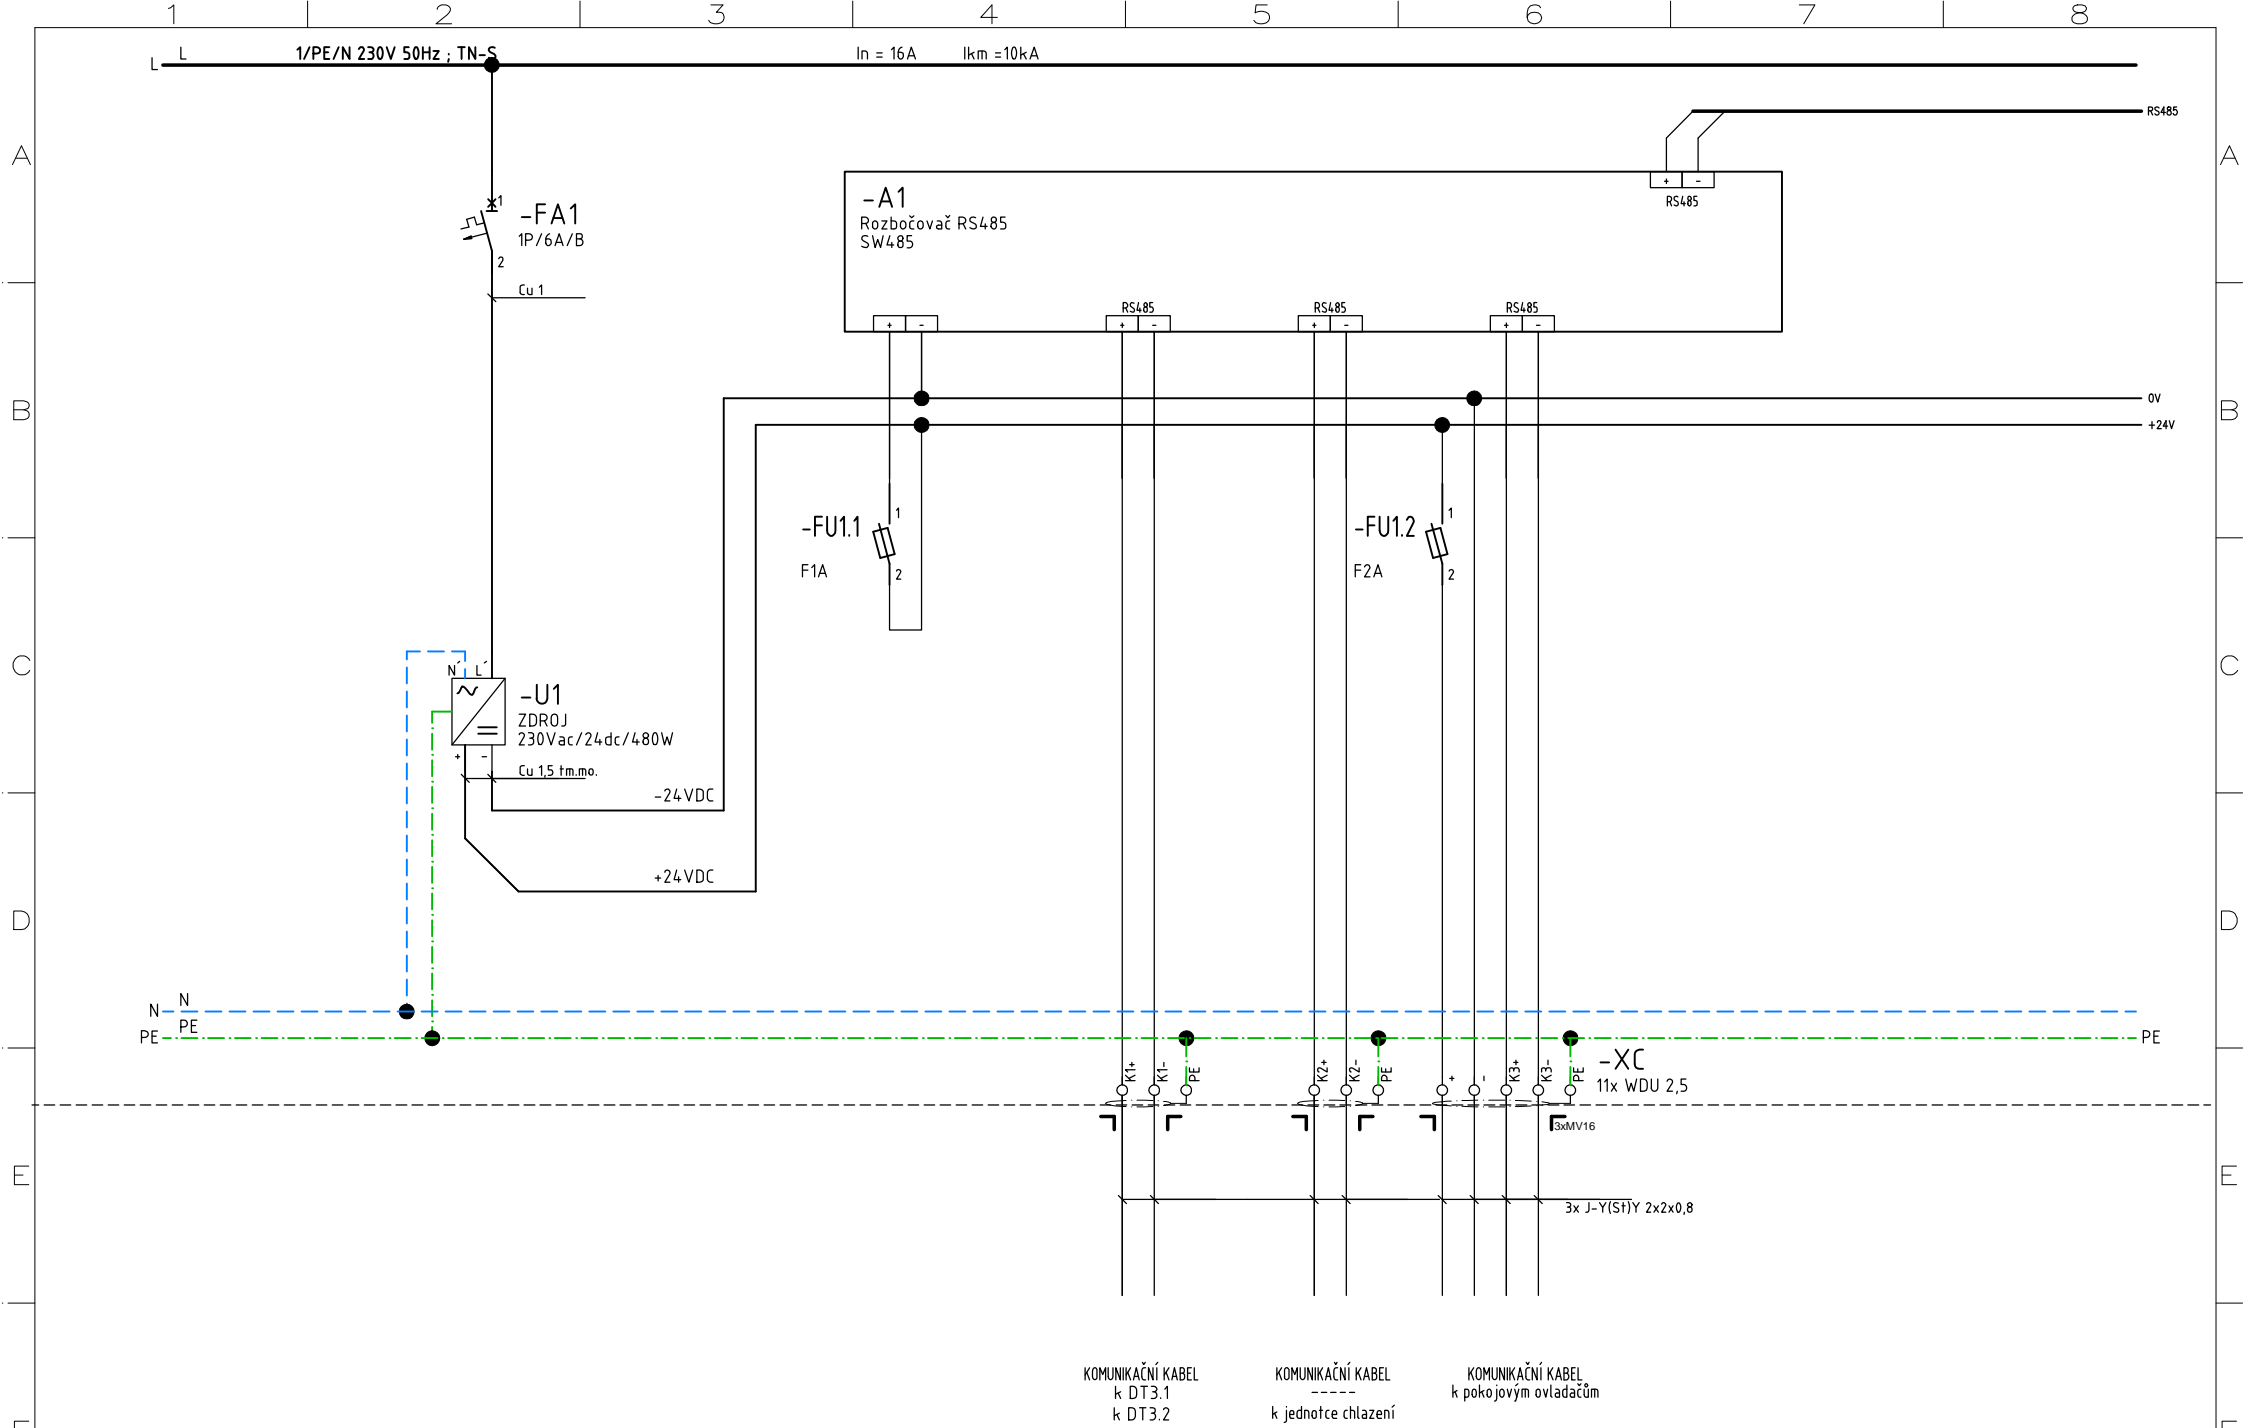 1 2 3 4 5 6 7 8
L L 1/PE/N 230V 50Hz ; TN-S In = 16A Ikm =10kA
RS485
A A
+ -
RS485
-A1
Rozbočovač RS485
SW485
1
-FA1
1P/6A/B
2
Cu 1
RS485 RS485 RS485
+ - + - + - + -
B B
0V
+24V
-FU1.1 1
F1A 2
-FU1.2 1
F2A 2
C C
N L
-U1
ZDROJ
230Vac/24dc/480W
+ -
Cu 1,5 tm.mo.
-24VDC
+24VDC
D D
N N
PE PE PE
K1+ K1- PE K2+ K2- PE + - K3+ K3- PE
-XC
11x WDU 2,5
3xMV16
E E
3x J-Y(St)Y 2x2x0,8
KOMUNIKAČNÍ KABEL
k DT3.1
k DT3.2
KOMUNIKAČNÍ KABEL
-----
k jednotce chlazení
KOMUNIKAČNÍ KABEL
k pokojovým ovladačům